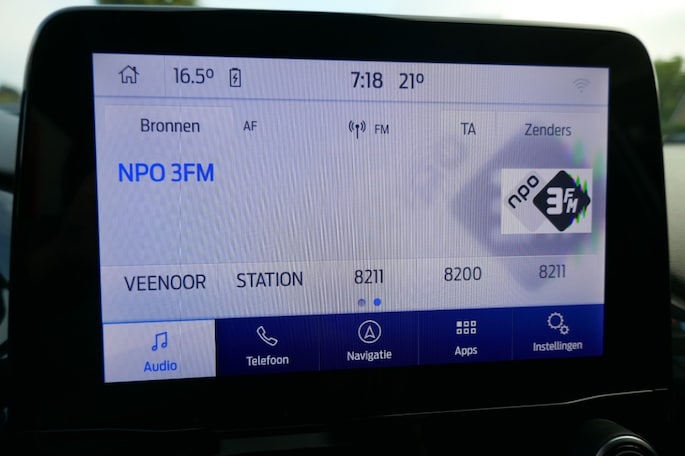 16.5° 7:18 21°
Bronnen AF FM TA Zenders
NPO 3FM
npo 3FM
VEENOOR STATION 8211 8200 8211
Audio Telefoon Navigatie Apps Instellingen